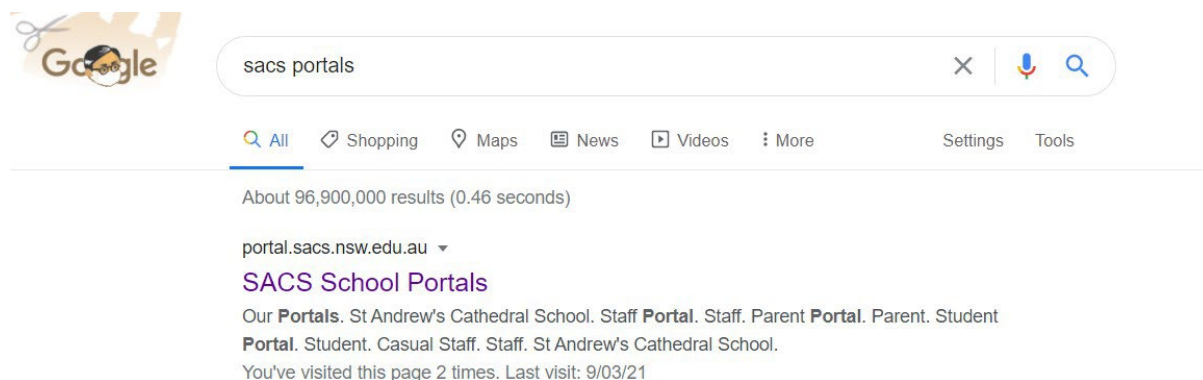 Google
sacs portals
All Shopping Maps News Videos More Settings Tools
About 96,900,000 results (0.46 seconds)
portal.sacs.nsw.edu.au
SACS School Portals
Our Portals. St Andrew's Cathedral School. Staff Portal. Staff. Parent Portal. Parent. Student
Portal. Student. Casual Staff. Staff. St Andrew's Cathedral School.
You've visited this page 2 times. Last visit: 9/03/21